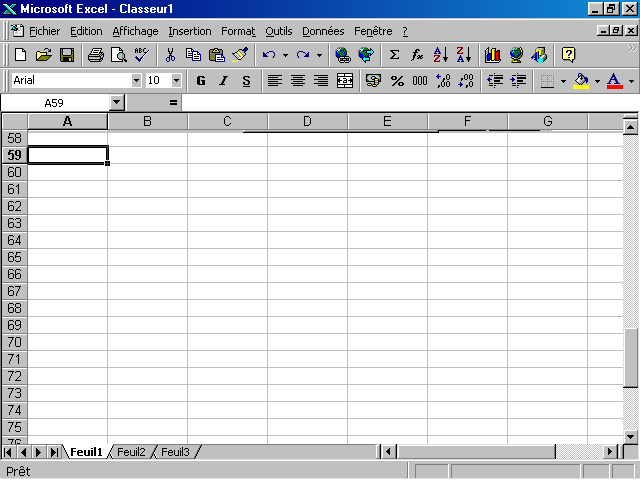 Microsoft Excel - Classeur1
Fichier Edition Affichage Insertion Format Outils Données Fenêtre ?
Arial 10 G I S % 000
A59 =
A B C D E F G
58
59
60
61
62
63
64
65
66
67
68
69
70
71
72
73
74
75
76
Feuil1 Feuil2 Feuil3
Prêt